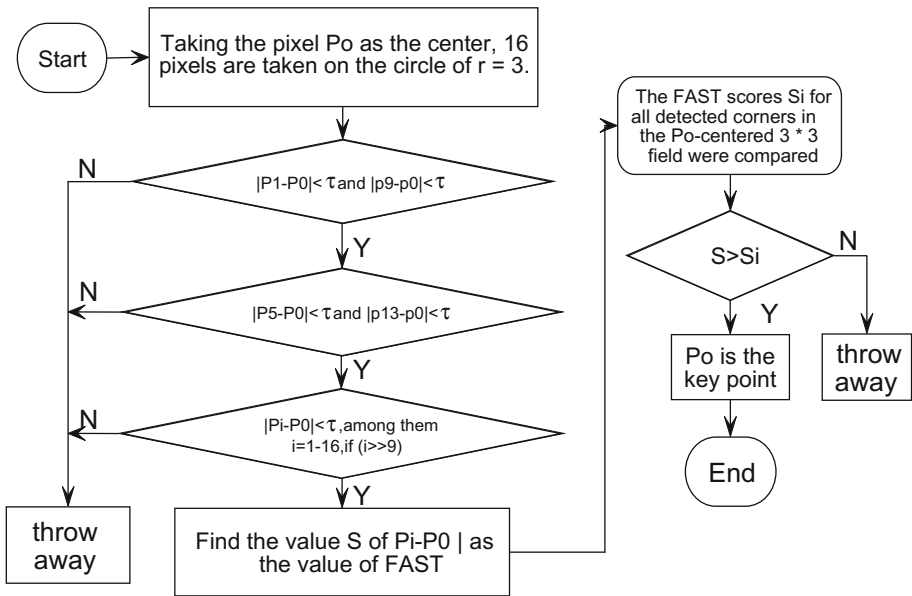 Start
Taking the pixel Po as the center, 16
pixels are taken on the circle of r = 3.
N
|P1-P0|<τ and |p9-p0|<τ
Y
N
|P5-P0|<τ and |p13-p0|<τ
Y
N
|Pi-P0|<τ,among them
i=1-16,if (i>>9)
Y
throw
away
Find the value S of Pi-P0 | as
the value of FAST
The FAST scores Si for
all detected corners in
the Po-centered 3 * 3
field were compared
S>Si
N
Y
Po is the
key point
throw
away
End